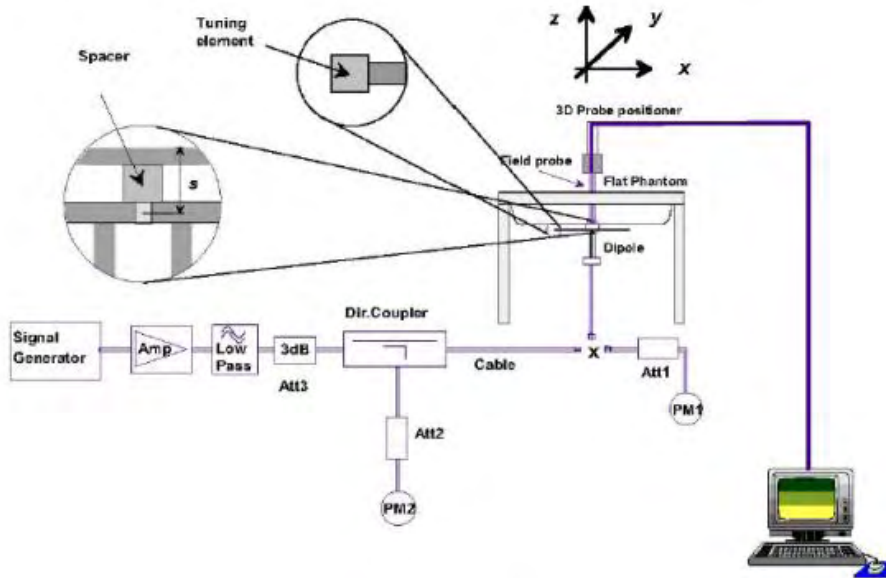 Tuning
element
z
y
x
Spacer
3D Probe positioner
s
Field probe
Flat Phantom
Dipole
Dir.Coupler
Signal
Generator
Amp
Low
Pass
3dB
Att3
Cable
x
Att1
PM1
Att2
PM2